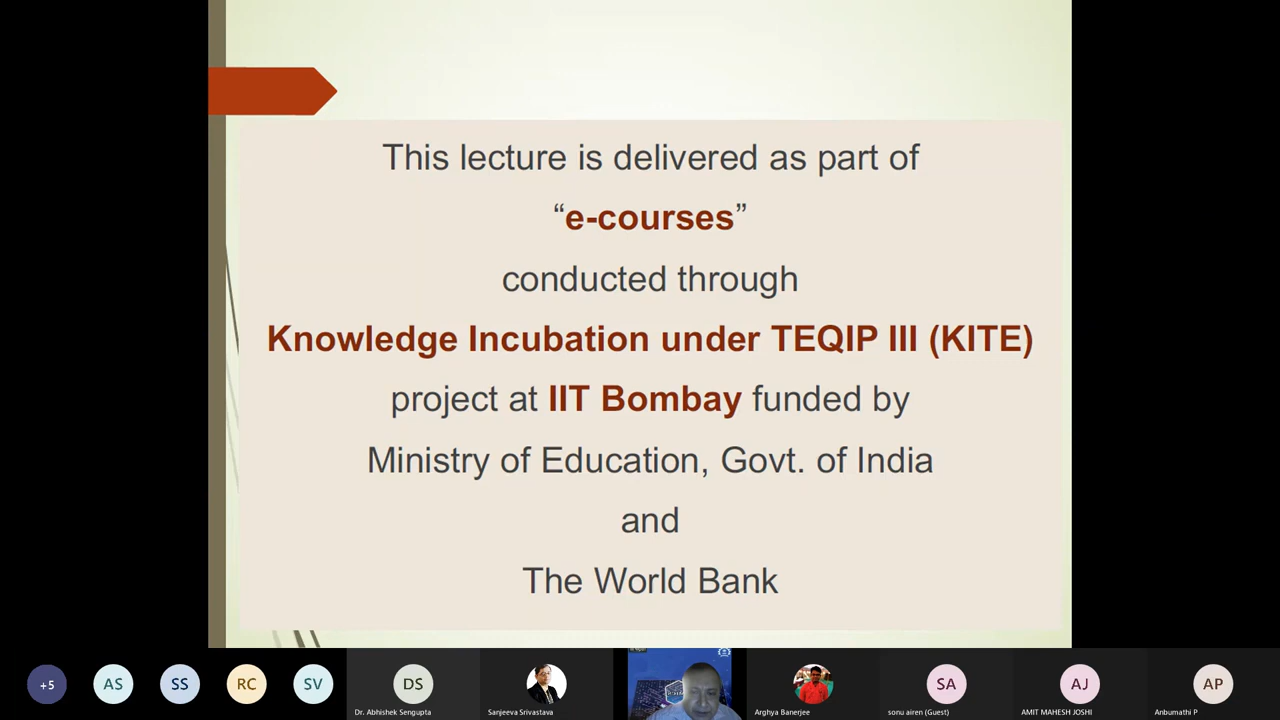 This lecture is delivered as part of
“e-courses”
conducted through
Knowledge Incubation under TEQIP III (KITE)
project at IIT Bombay funded by
Ministry of Education, Govt. of India
and
The World Bank
+5
AS
SS
RC
SV
DS
Dr. Abhishek Sengupta
Sanjeeva Srivastava
Arghya Banerjee
SA
sonu airen (Guest)
AJ
AMIT MAHESH JOSHI
AP
Anbumathi P